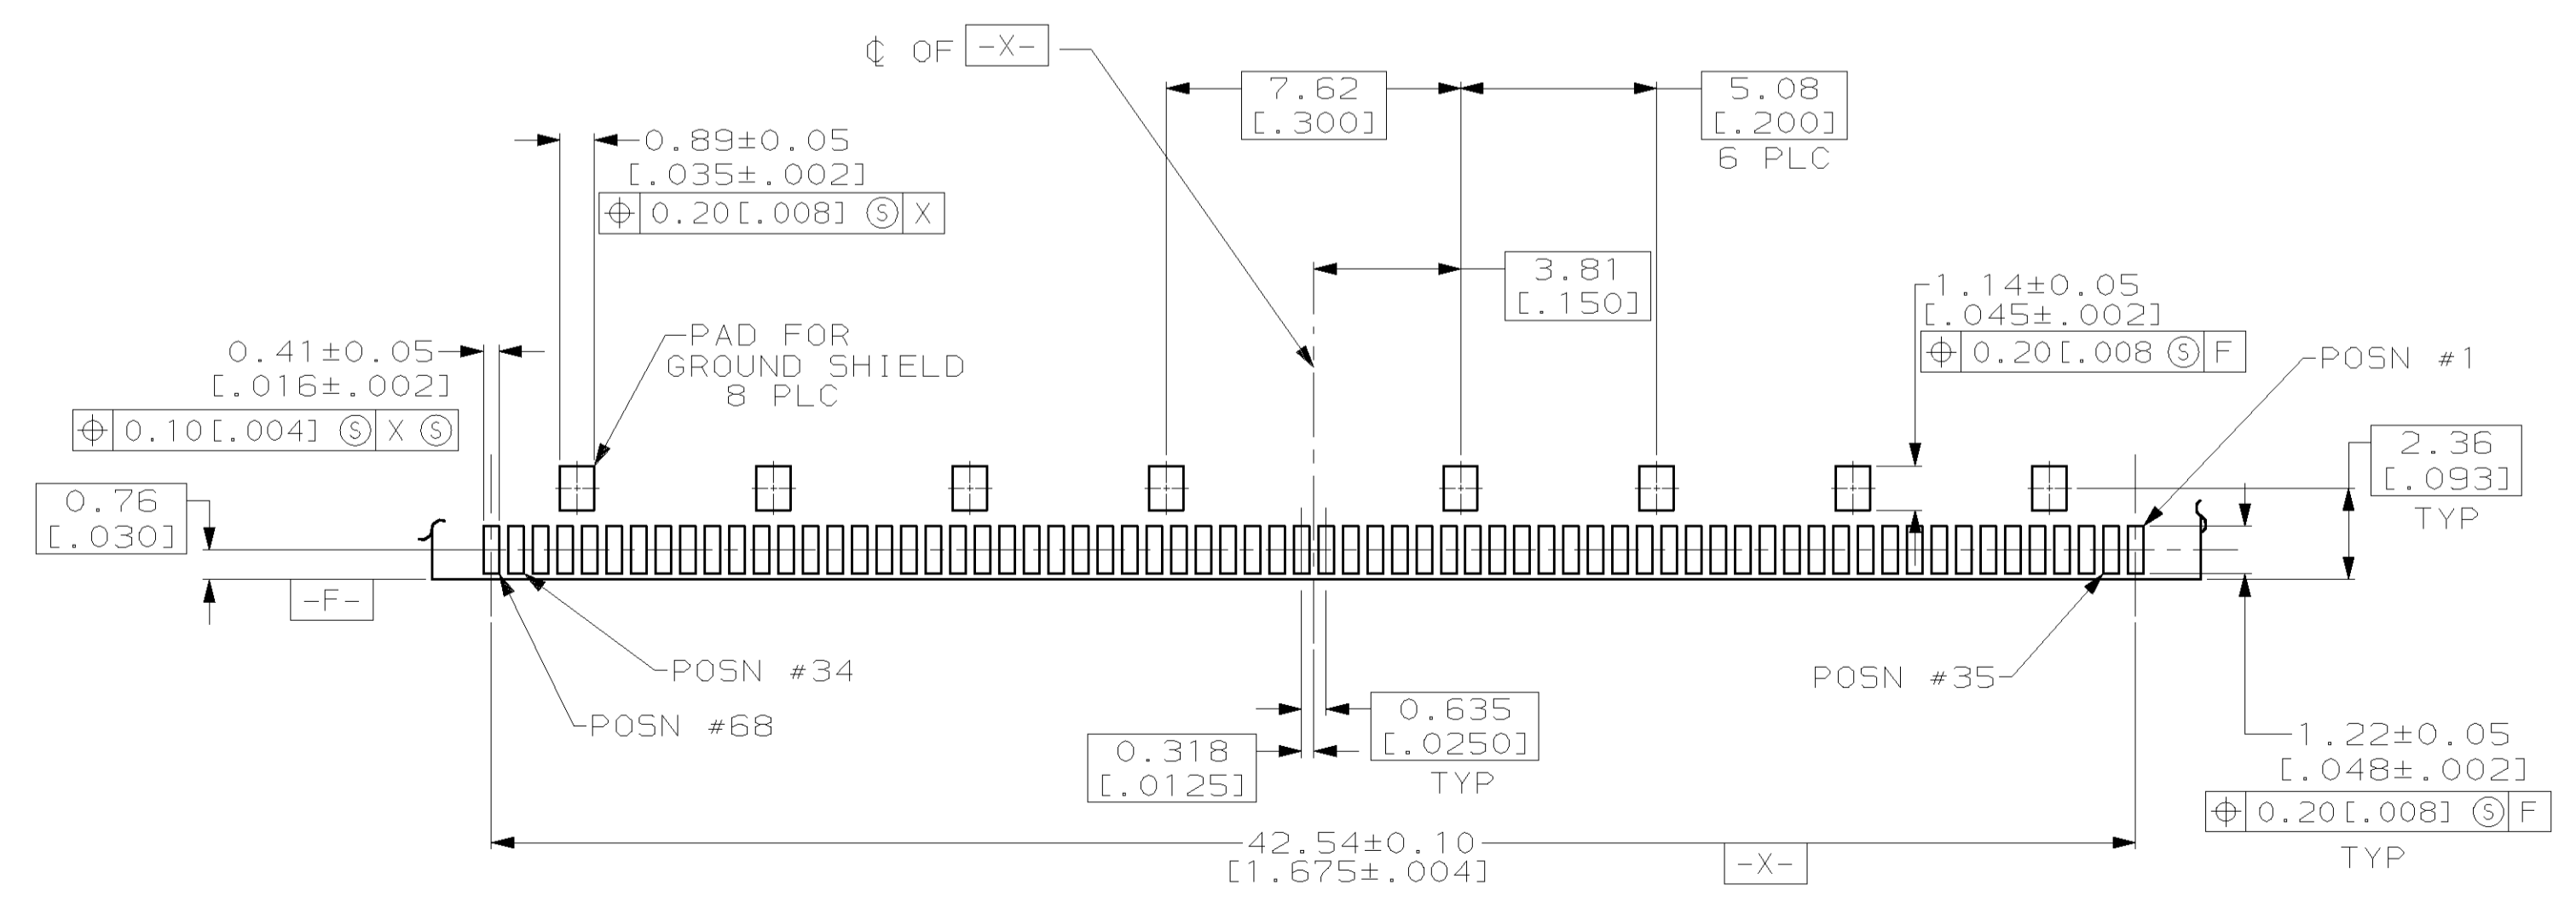 ℄ OF -X-
7.62
[.300]
5.08
[.200]
6 PLC
0.89±0.05
[.035±.002]
⌖ 0.20[.008] Ⓢ X
3.81
[.150]
1.14±0.05
[.045±.002]
⌖ 0.20[.008 Ⓢ F
PAD FOR
GROUND SHIELD
8 PLC
0.41±0.05
[.016±.002]
⌖ 0.10[.004] Ⓢ X Ⓢ
POSN #1
2.36
[.093]
TYP
0.76
[.030]
-F-
POSN #34
POSN #68
POSN #35
0.635
[.0250]
TYP
0.318
[.0125]
1.22±0.05
[.048±.002]
⌖ 0.20[.008] Ⓢ F
TYP
42.54±0.10
[1.675±.004]
-X-